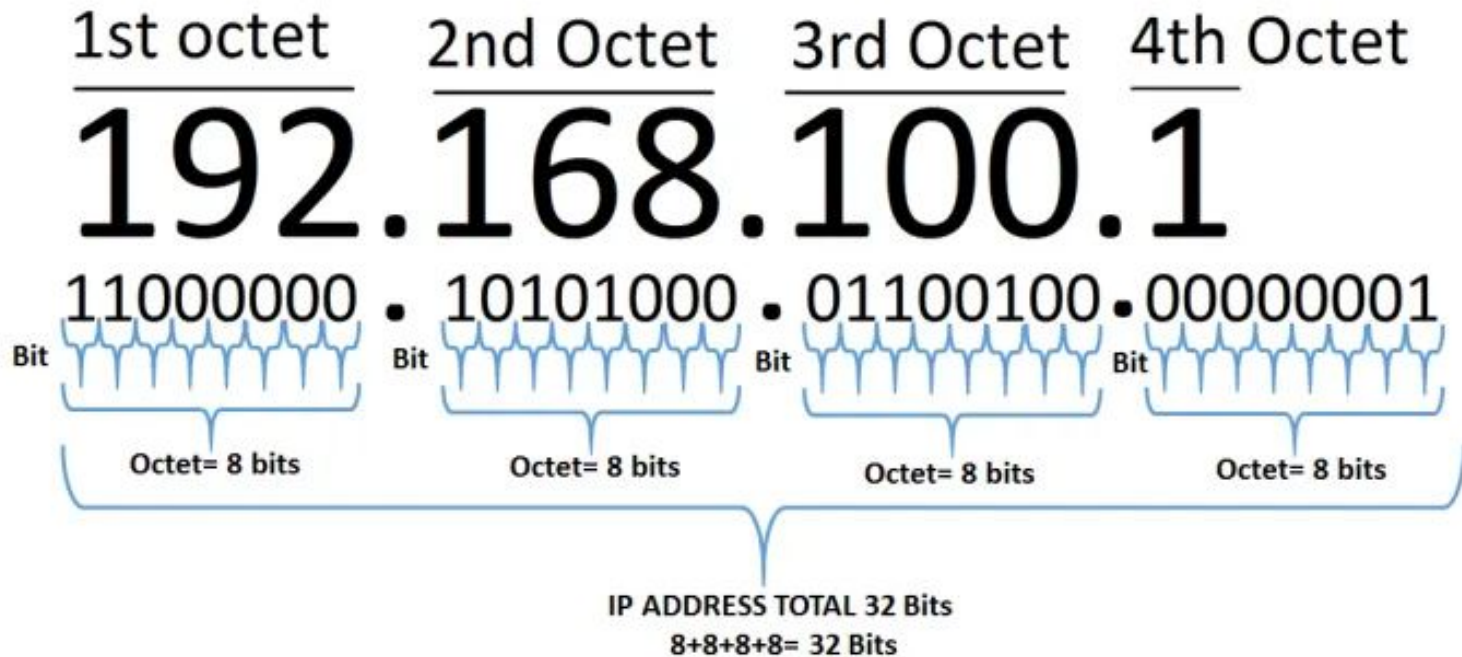 1st octet 2nd Octet 3rd Octet 4th Octet
192.168.100.1
11000000 . 10101000 . 01100100 . 00000001
Bit Bit Bit Bit
Octet= 8 bits Octet= 8 bits Octet= 8 bits Octet= 8 bits
IP ADDRESS TOTAL 32 Bits
8+8+8+8= 32 Bits